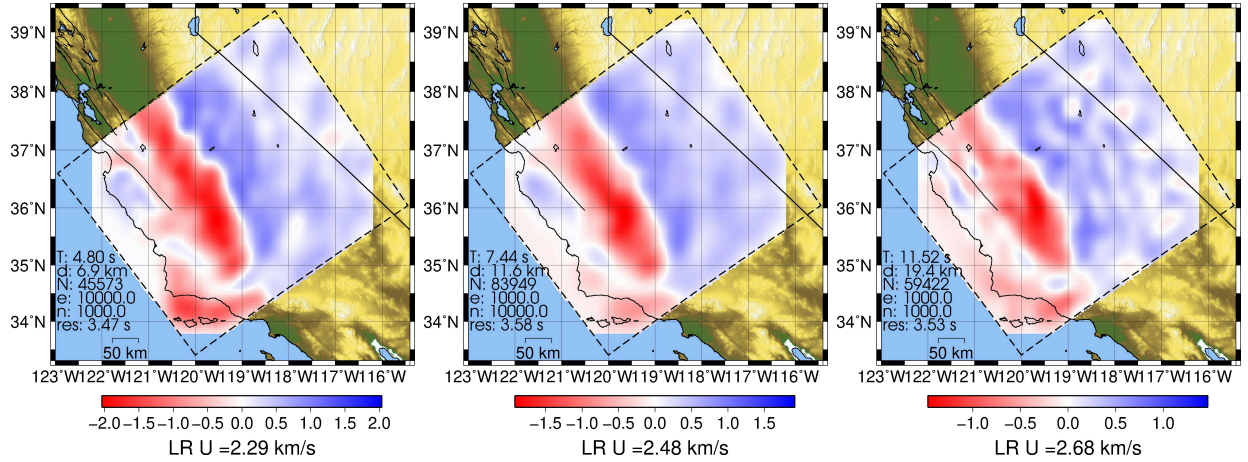 39°N
38°N
37°N
36°N
35°N
34°N
T: 4.80 s
d: 6.9 km
N: 45573
e: 10000.0
n: 1000.0
res: 3.47 s
50 km
123°W122°W121°W120°W119°W118°W117°W116°W
−2.0 −1.5 −1.0 −0.5 0.0 0.5 1.0 1.5 2.0
LR U =2.29 km/s
39°N
38°N
37°N
36°N
35°N
34°N
T: 7.44 s
d: 11.6 km
N: 83949
e: 1000.0
n: 10000.0
res: 3.58 s
50 km
123°W122°W121°W120°W119°W118°W117°W116°W
−1.5 −1.0 −0.5 0.0 0.5 1.0 1.5
LR U =2.48 km/s
39°N
38°N
37°N
36°N
35°N
34°N
T: 11.52 s
d: 19.4 km
N: 59422
e: 1000.0
n: 1000.0
res: 3.53 s
50 km
123°W122°W121°W120°W119°W118°W117°W116°W
−1.0 −0.5 0.0 0.5 1.0
LR U =2.68 km/s